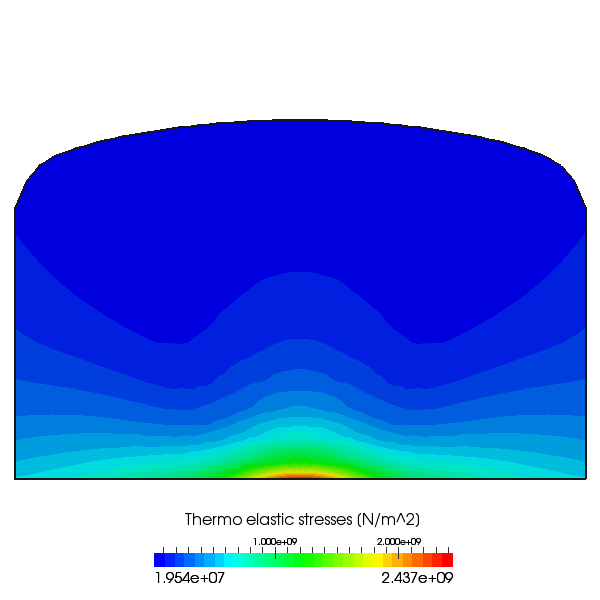 Thermo elastic stresses (N/m^2)
1.000e+09 2.000e+09
1.954e+07 2.437e+09